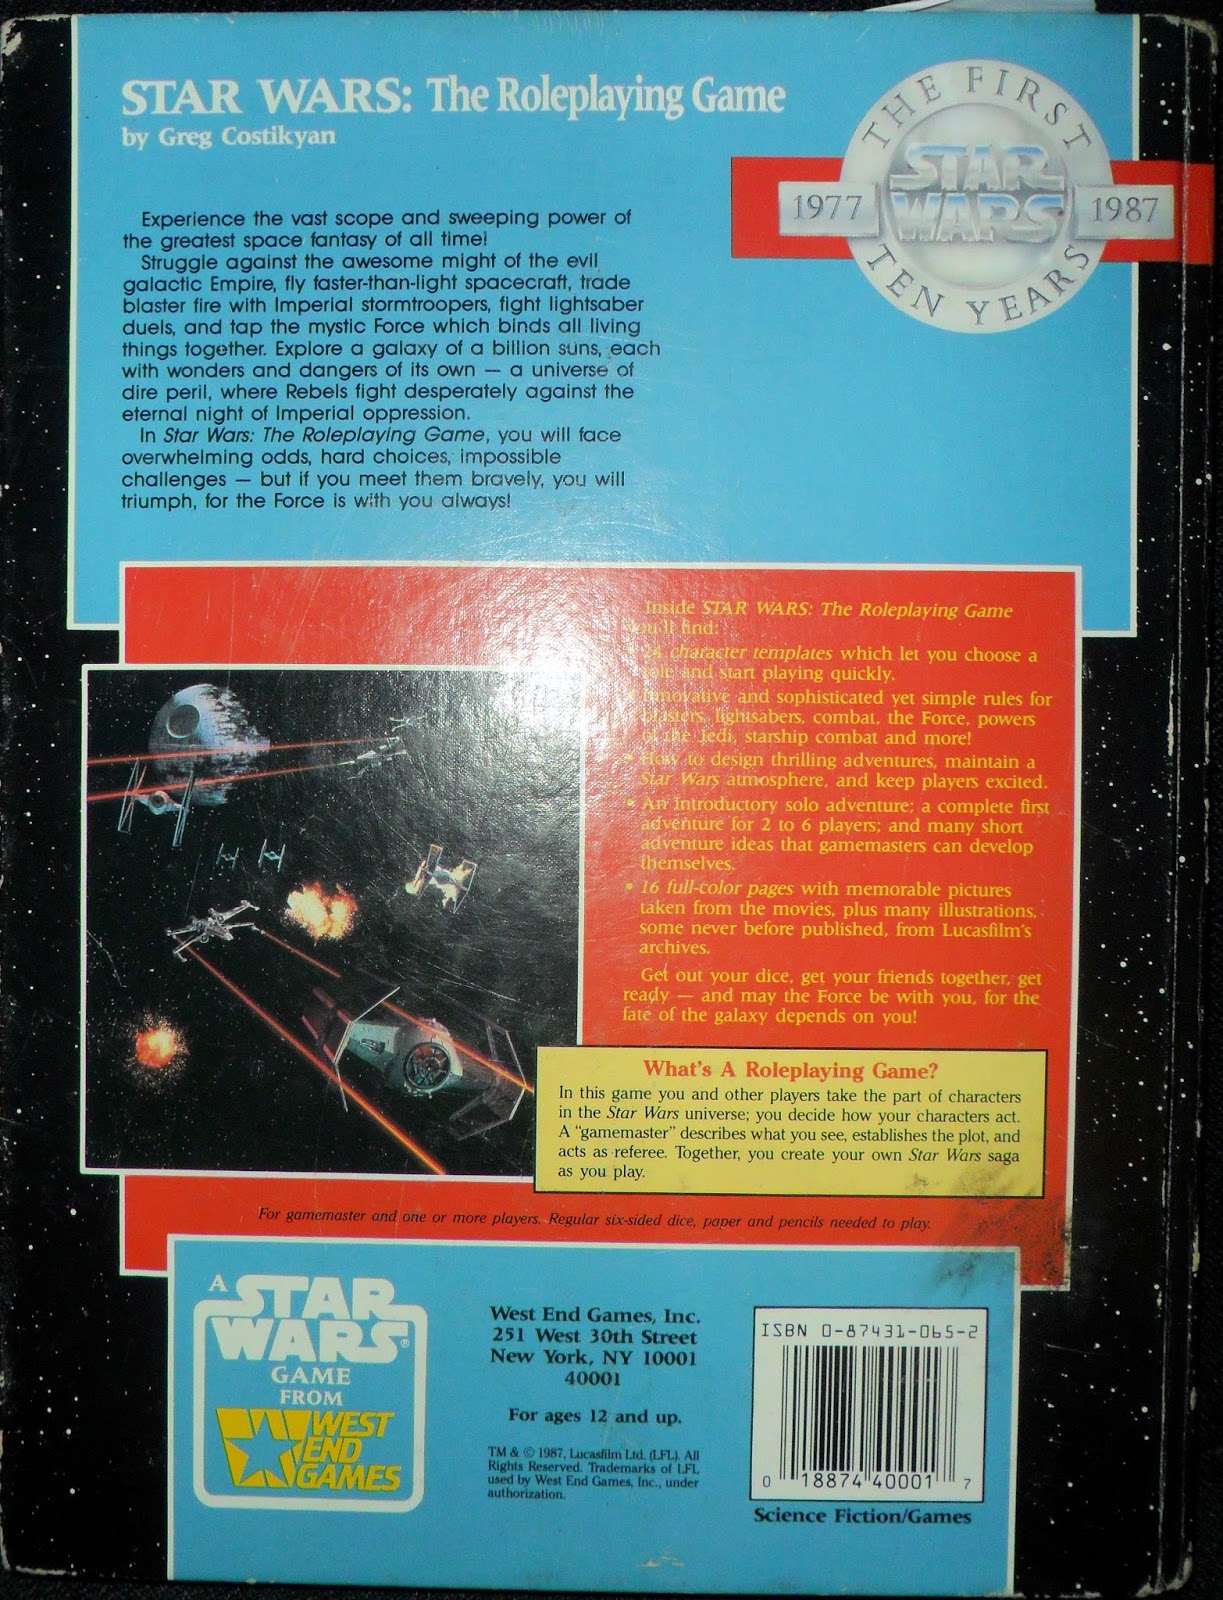 STAR WARS: The Roleplaying Game
by Greg Costikyan
THE FIRST
STAR
WARS
1977
1987
TEN YEARS
Experience the vast scope and sweeping power of
the greatest space fantasy of all time!
Struggle against the awesome might of the evil
galactic Empire, fly faster-than-light spacecraft, trade
blaster fire with Imperial stormtroopers, fight lightsaber
duels, and tap the mystic Force which binds all living
things together. Explore a galaxy of a billion suns, each
with wonders and dangers of its own — a universe of
dire peril, where Rebels fight desperately against the
eternal night of Imperial oppression.
In Star Wars: The Roleplaying Game, you will face
overwhelming odds, hard choices, impossible
challenges — but if you meet them bravely, you will
triumph, for the Force is with you always!
Inside STAR WARS: The Roleplaying Game
you'll find:
• 24 character templates which let you choose a
role and start playing quickly.
• Innovative and sophisticated yet simple rules for
blasters, lightsabers, combat, the Force, powers
of the Jedi, starship combat and more!
• How to design thrilling adventures, maintain a
Star Wars atmosphere, and keep players excited.
• An Introductory solo adventure; a complete first
adventure for 2 to 6 players; and many short
adventure ideas that gamemasters can develop
themselves.
• 16 full-color pages with memorable pictures
taken from the movies, plus many illustrations,
some never before published, from Lucasfilm's
archives.
Get out your dice, get your friends together, get
ready — and may the Force be with you, for the
fate of the galaxy depends on you!
What's A Roleplaying Game?
In this game you and other players take the part of characters
in the Star Wars universe; you decide how your characters act.
A "gamemaster" describes what you see, establishes the plot, and
acts as referee. Together, you create your own Star Wars saga
as you play.
For gamemaster and one or more players. Regular six-sided dice, paper and pencils needed to play.
A STAR
WARS®
GAME
FROM
WEST
END
GAMES
West End Games, Inc.
251 West 30th Street
New York, NY 10001
40001
For ages 12 and up.
TM & © 1987, Lucasfilm Ltd. (LFL). All
Rights Reserved. Trademarks of LFL
used by West End Games, Inc., under
authorization.
ISBN 0-87431-065-2
0 18874 40001 7
Science Fiction/Games